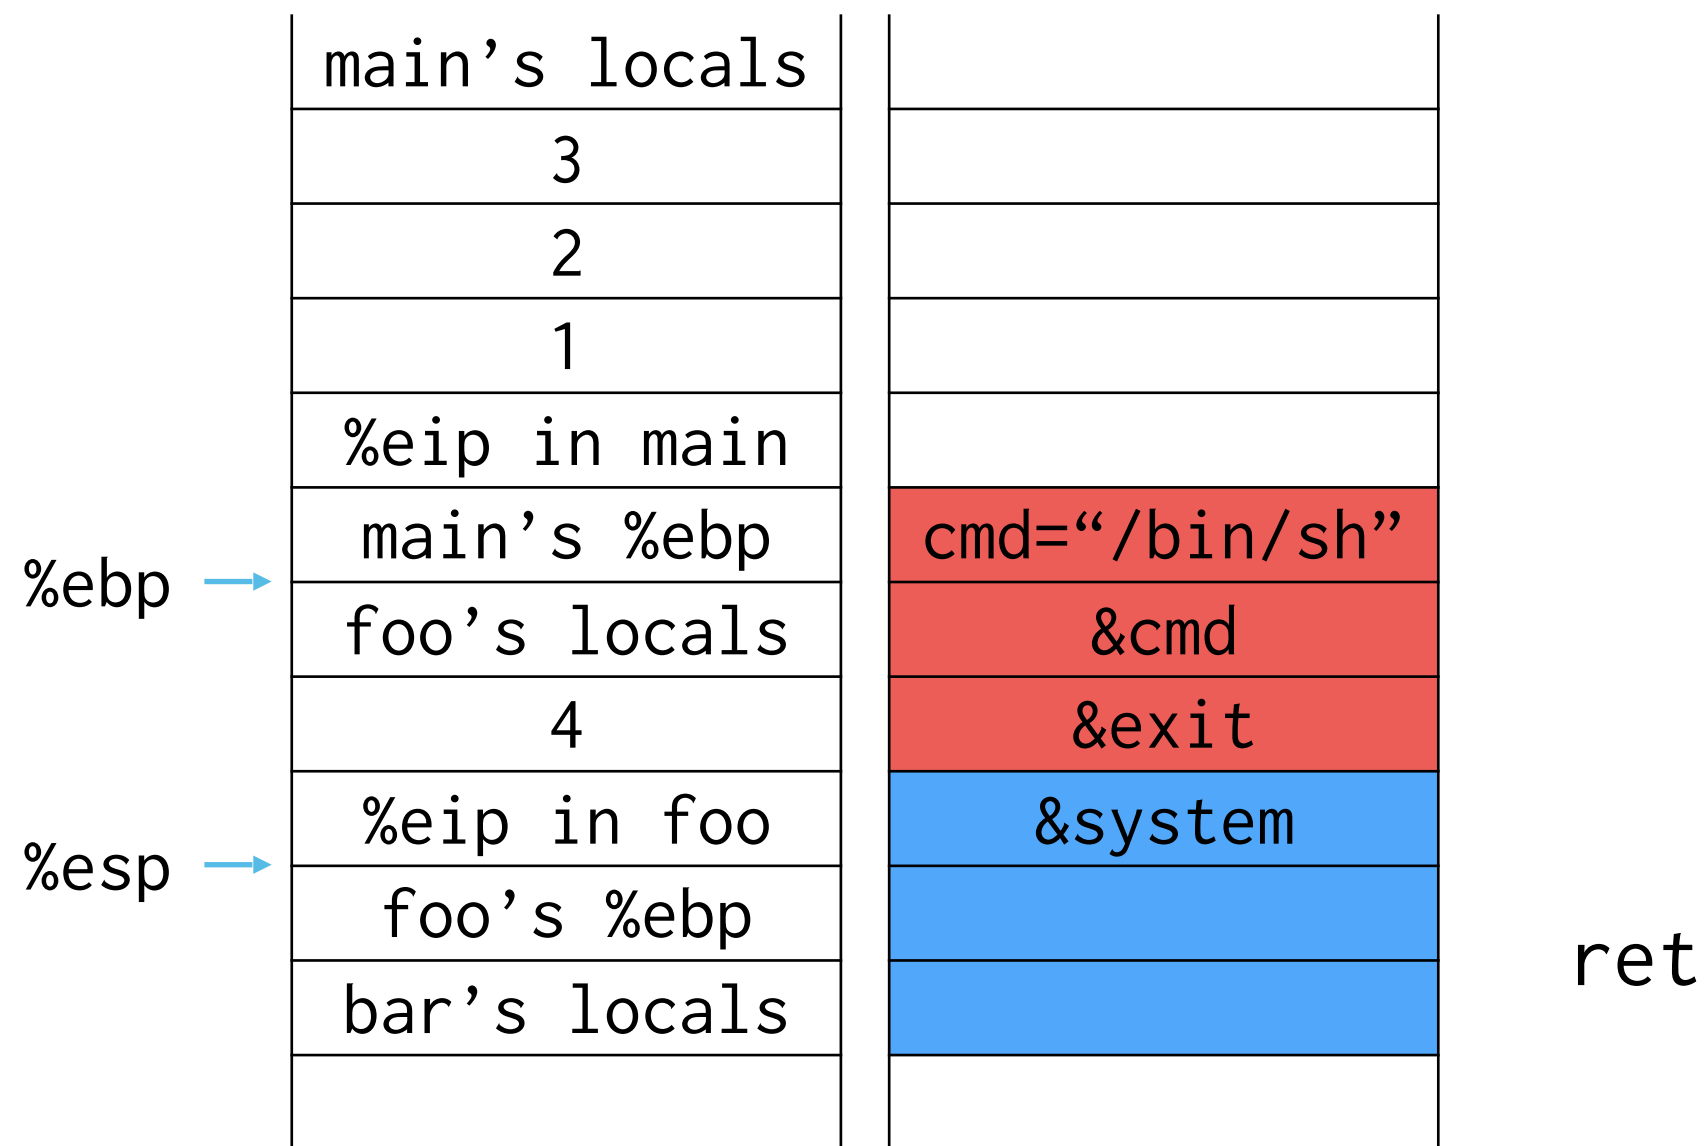 main’s locals
3
2
1
%eip in main
main’s %ebp
cmd=“/bin/sh”
%ebp
foo’s locals
&cmd
4
&exit
%eip in foo
&system
%esp
foo’s %ebp
ret
bar’s locals